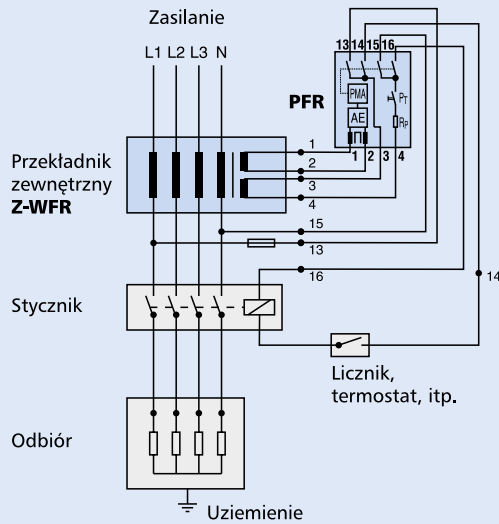 Zasilanie
L1 L2 L3 N
13 14 15 16
PFR
PMA
AE
PT
RP
1 2 3 4
Przekładnik
zewnętrzny
Z-WFR
1
2
3
4
15
13
16
14
Stycznik
Licznik,
termostat, itp.
Odbiór
Uziemienie